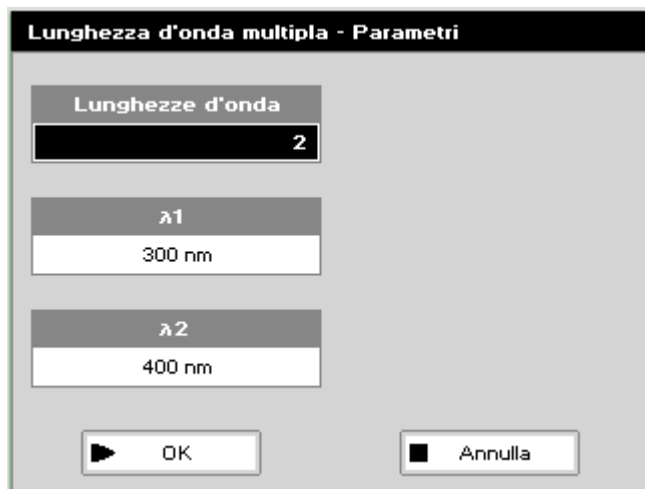 Lunghezza d'onda multipla - Parametri
Lunghezze d'onda
2
λ1
300 nm
λ2
400 nm
OK
Annulla